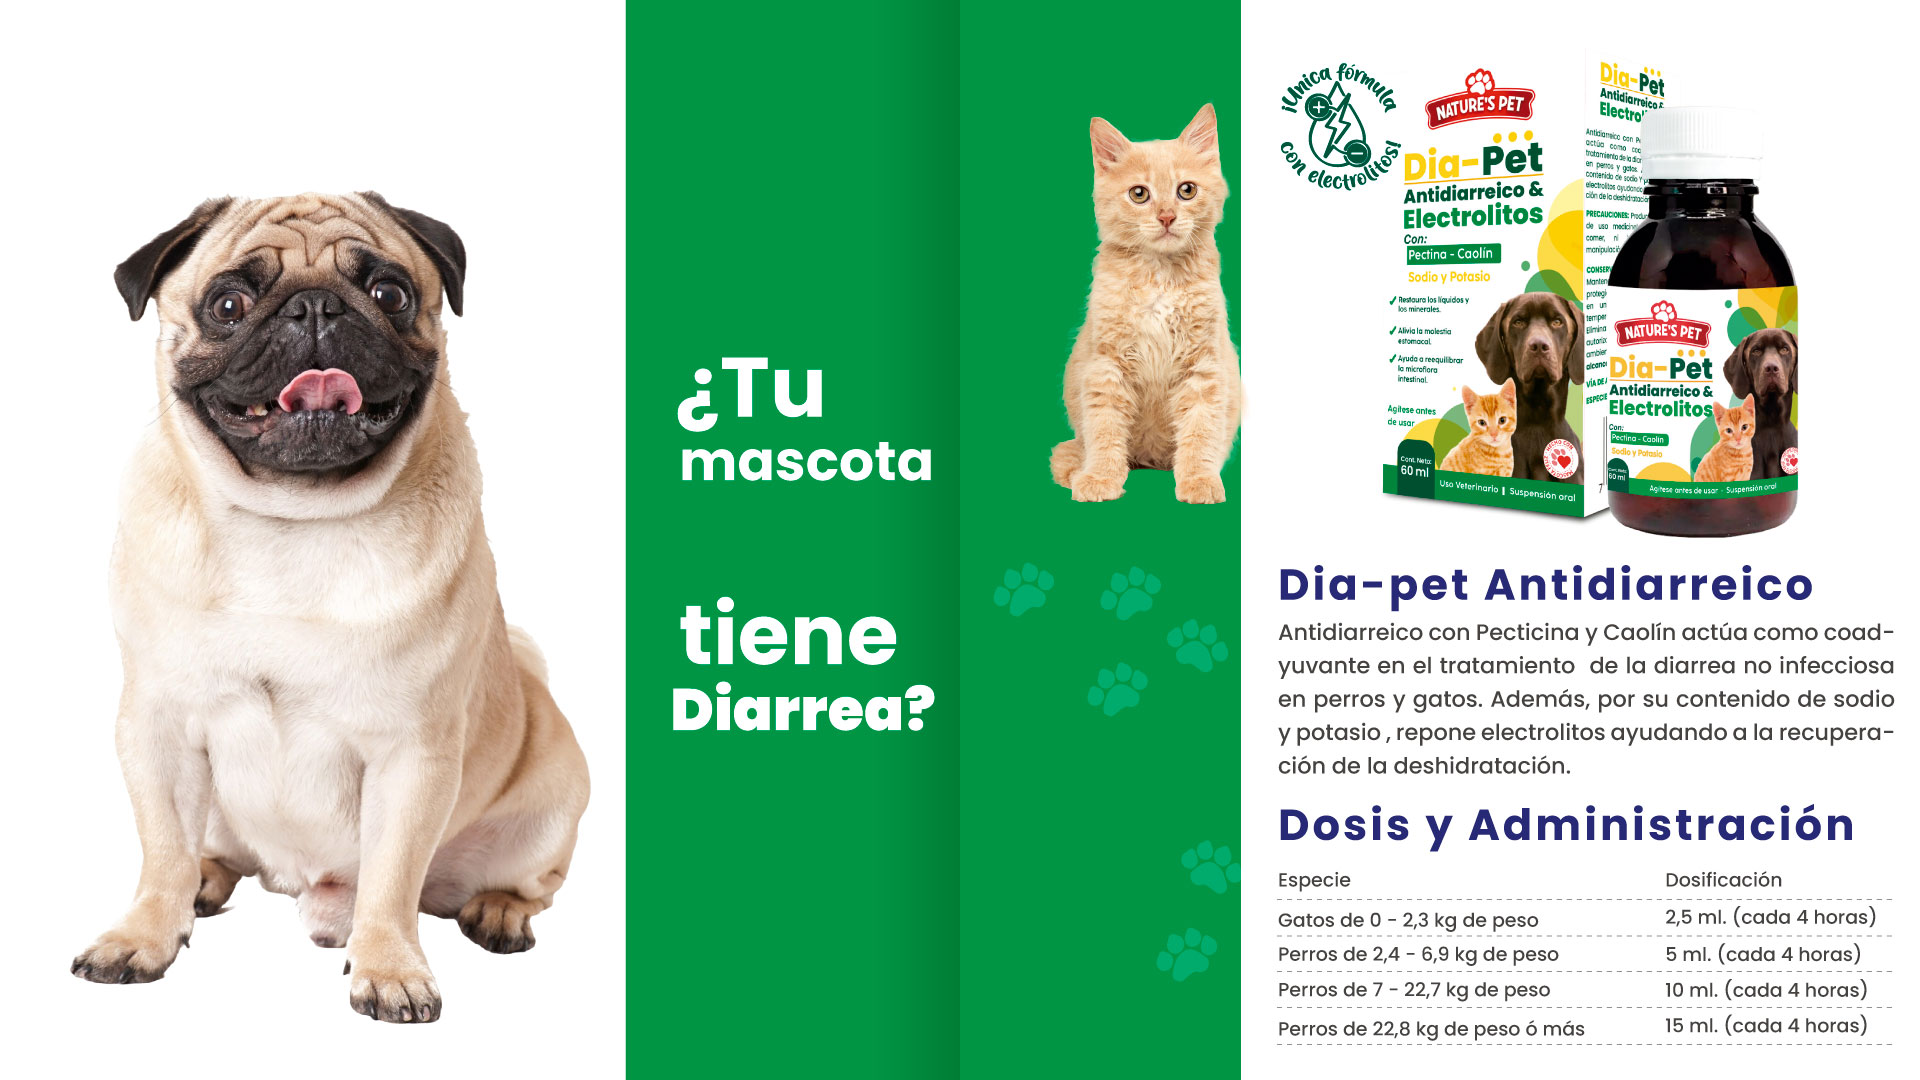 ¿Tu
mascota
tiene
Diarrea?
¡Unica fórmula
con electrolitos!
NATURE'S PET
Dia-Pet
Antidiarreico &
Electrolitos
Con:
Pectina - Caolín
Sodio y Potasio
Restaura los líquidos y
los minerales.
Alivia la molestia
estomacal.
Ayuda a reequilibrar
la microflora
intestinal.
Agítese antes
de usar
Cont. Neto:
60 ml
Uso Veterinario | Suspensión oral
Dia-Pet
Antidiarreico &
PRECAUCIONES:
NATURE'S PET
Dia-Pet
Antidiarreico &
Electrolitos
Con:
Pectina - Caolín
Sodio y Potasio
60 ml
Agítese antes de usar - Suspensión oral
Dia-pet Antidiarreico
Antidiarreico con Pecticina y Caolín actúa como coad-
yuvante en el tratamiento de la diarrea no infecciosa
en perros y gatos. Además, por su contenido de sodio
y potasio , repone electrolitos ayudando a la recupera-
ción de la deshidratación.
Dosis y Administración
Especie Dosificación
Gatos de 0 - 2,3 kg de peso 2,5 ml. (cada 4 horas)
Perros de 2,4 - 6,9 kg de peso 5 ml. (cada 4 horas)
Perros de 7 - 22,7 kg de peso 10 ml. (cada 4 horas)
Perros de 22,8 kg de peso ó más 15 ml. (cada 4 horas)